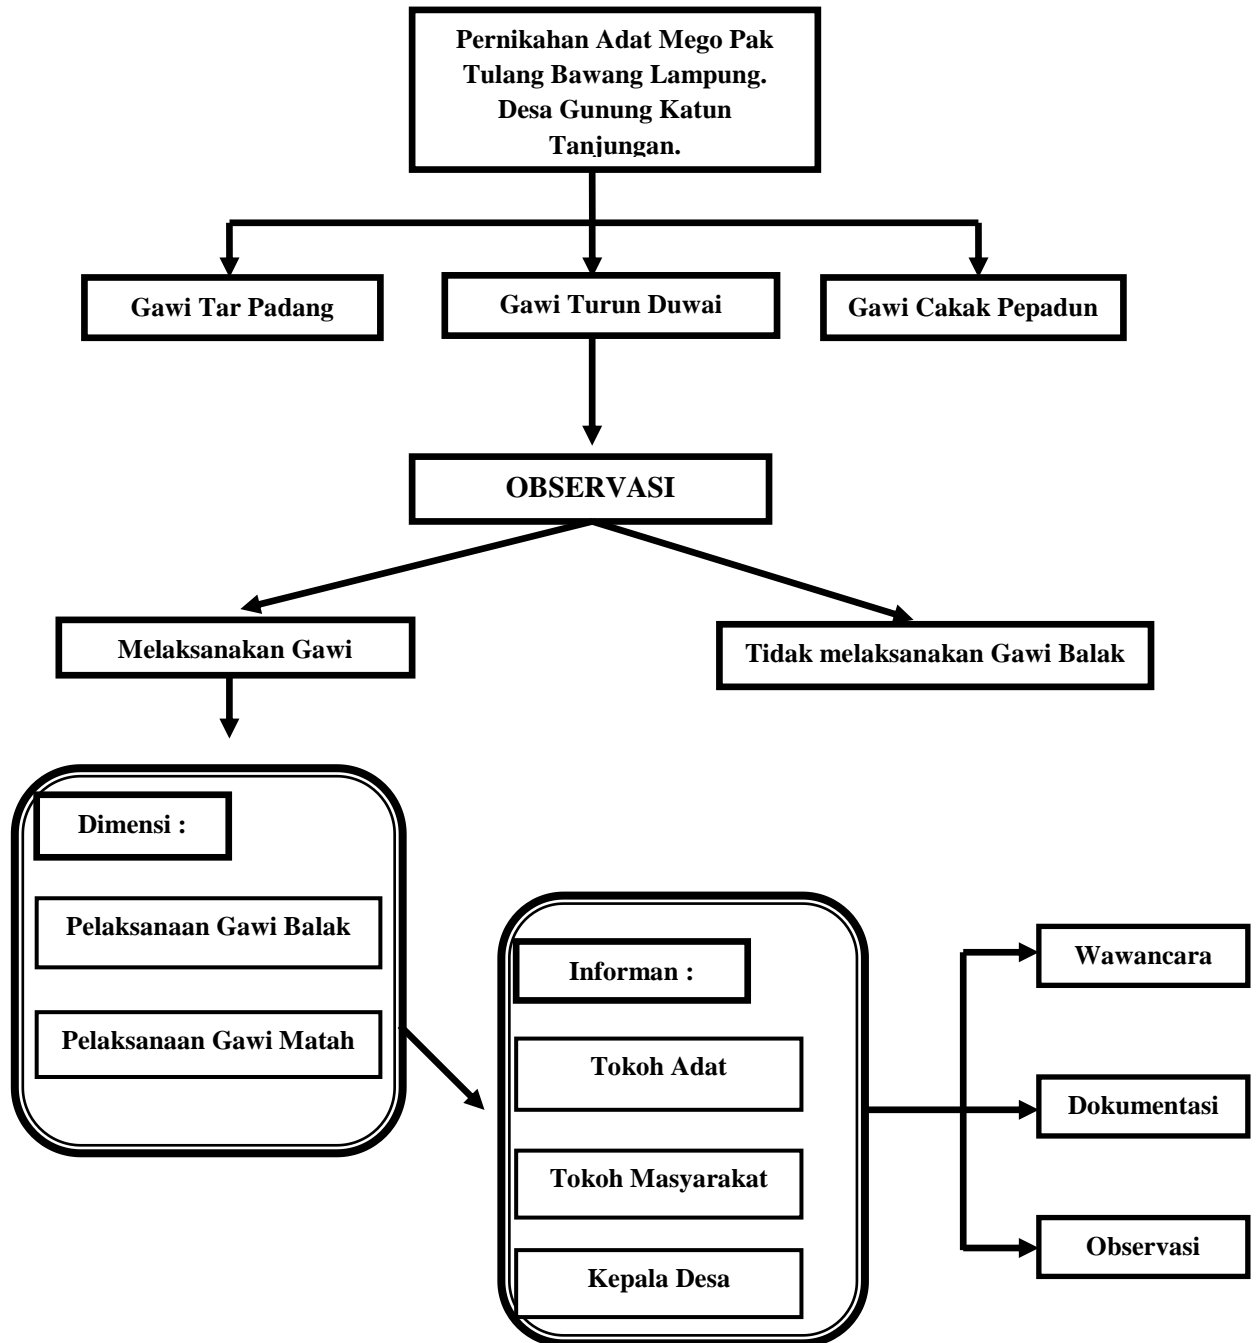 Pernikahan Adat Mego Pak
Tulang Bawang Lampung.
Desa Gunung Katun
Tanjungan.
Gawi Tar Padang
Gawi Turun Duwai
Gawi Cakak Pepadun
OBSERVASI
Melaksanakan Gawi
Tidak melaksanakan Gawi Balak
Dimensi :
Pelaksanaan Gawi Balak
Pelaksanaan Gawi Matah
Informan :
Tokoh Adat
Tokoh Masyarakat
Kepala Desa
Wawancara
Dokumentasi
Observasi